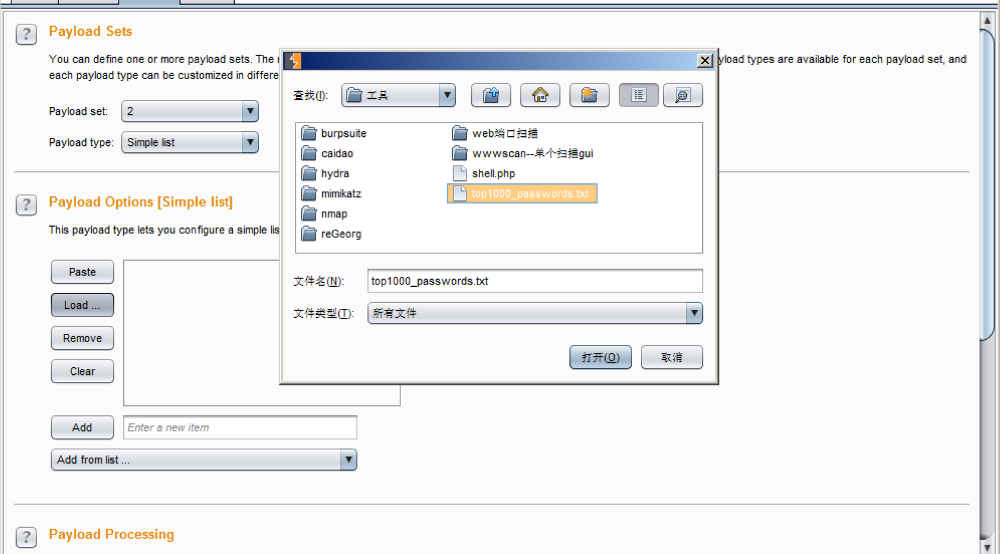 Payload Sets
You can define one or more payload sets. The
yload types are available for each payload set, and
each payload type can be customized in differe
查找(I):
工具
Payload set:
2
Payload type:
Simple list
burpsuite
caidao
hydra
mimikatz
nmap
reGeorg
web端口扫描
wwwscan--单个扫描gui
shell.php
top1000_passwords.txt
文件名(N):
top1000_passwords.txt
文件类型(T):
所有文件
打开(O)
取消
Payload Options [Simple list]
This payload type lets you configure a simple lis
Paste
Load ...
Remove
Clear
Add
Enter a new item
Add from list ...
Payload Processing